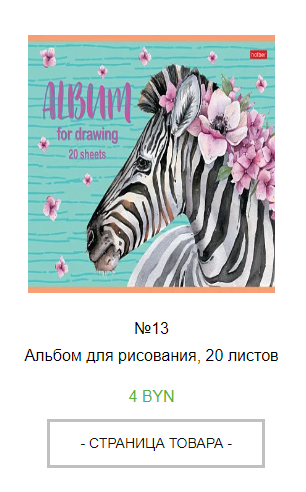 hatber
ALBUM
for drawing
20 sheets
№13
Альбом для рисования, 20 листов
4 BYN
- СТРАНИЦА ТОВАРА -